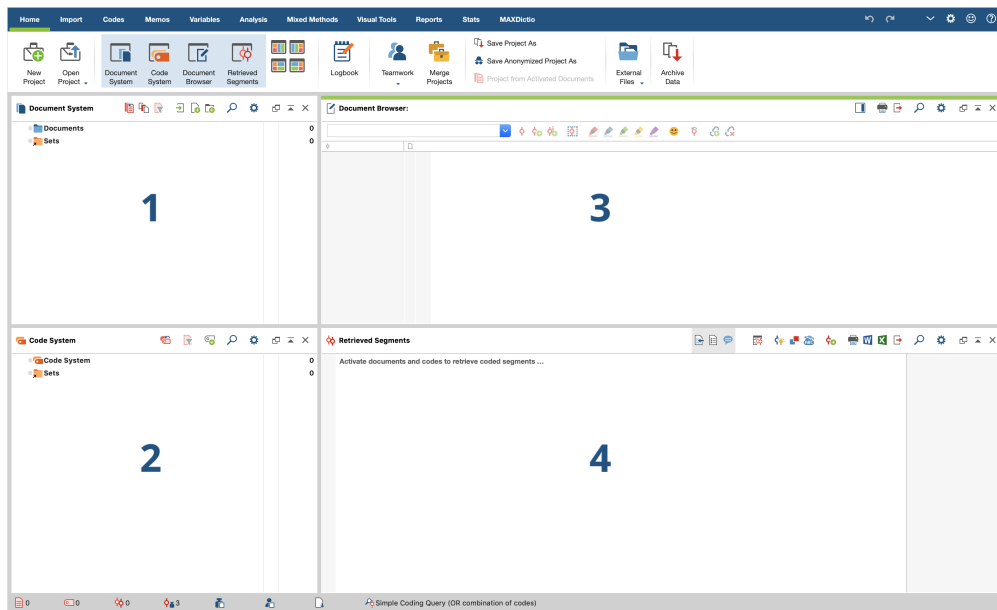 Home Import Codes Memos Variables Analysis Mixed Methods Visual Tools Reports Stats MAXDictio
New Project
Open Project
Document System
Code System
Document Browser
Retrieved Segments
Logbook
Teamwork
Merge Projects
Save Project As
Save Anonymized Project As
Project from Activated Documents
External Files
Archive Data
Document System
Documents 0
Sets 0
1
Document Browser:
3
Code System
Code System 0
Sets 0
2
Retrieved Segments
Activate documents and codes to retrieve coded segments ...
4
0 0 0 3 Simple Coding Query (OR combination of codes)